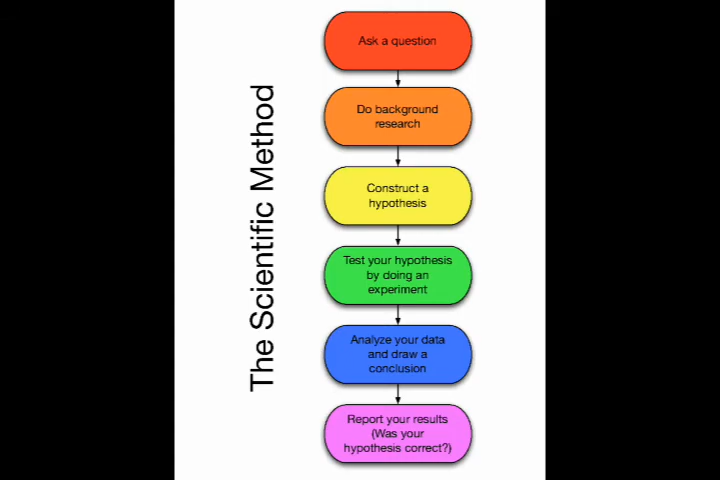 The Scientific Method
Ask a question
Do background
research
Construct a
hypothesis
Test your hypothesis
by doing an
experiment
Analyze your data
and draw a
conclusion
Report your results
(Was your
hypothesis correct?)